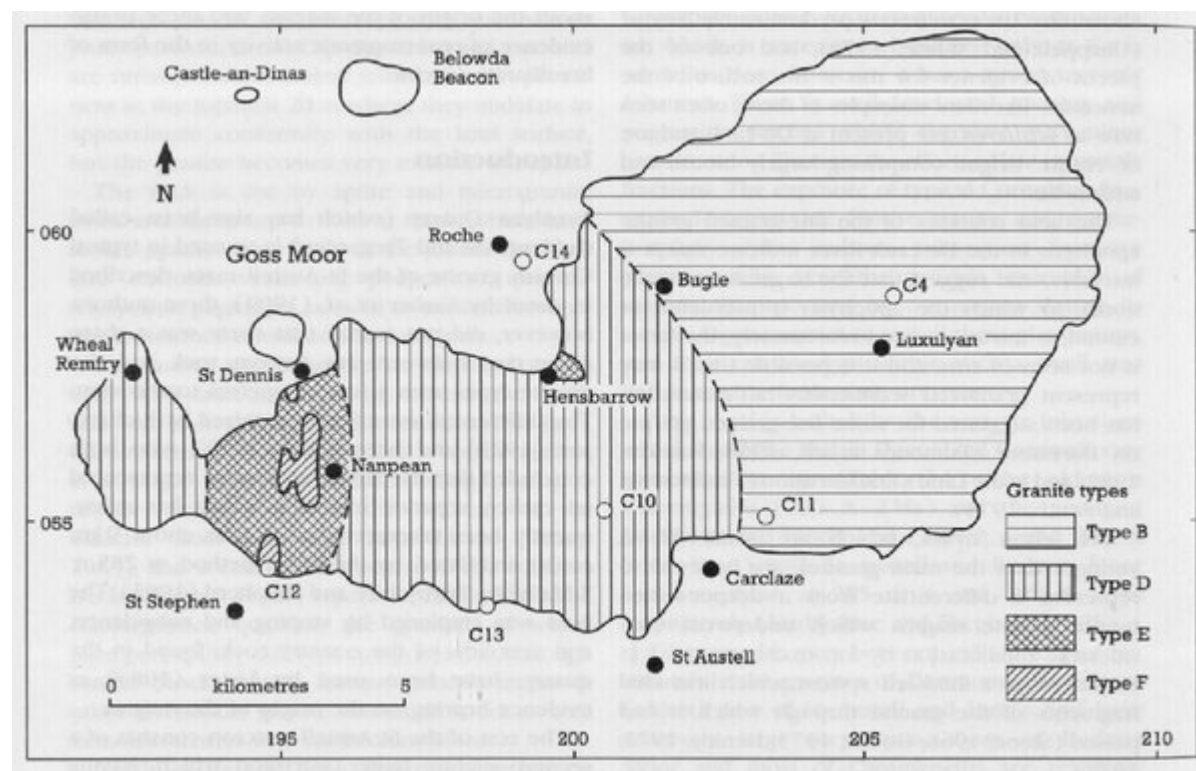 Castle-an-Dinas
Belowda
Beacon
N
060
Goss Moor
Roche
C14
Bugle
C4
Luxulyan
Wheal
Remfry
St Dennis
Hensbarrow
Nanpean
C10
C11
055
Granite types
Type B
Type D
Type E
Type F
C12
St Stephen
C13
Carclaze
St Austell
0
kilometres
5
195
200
205
210